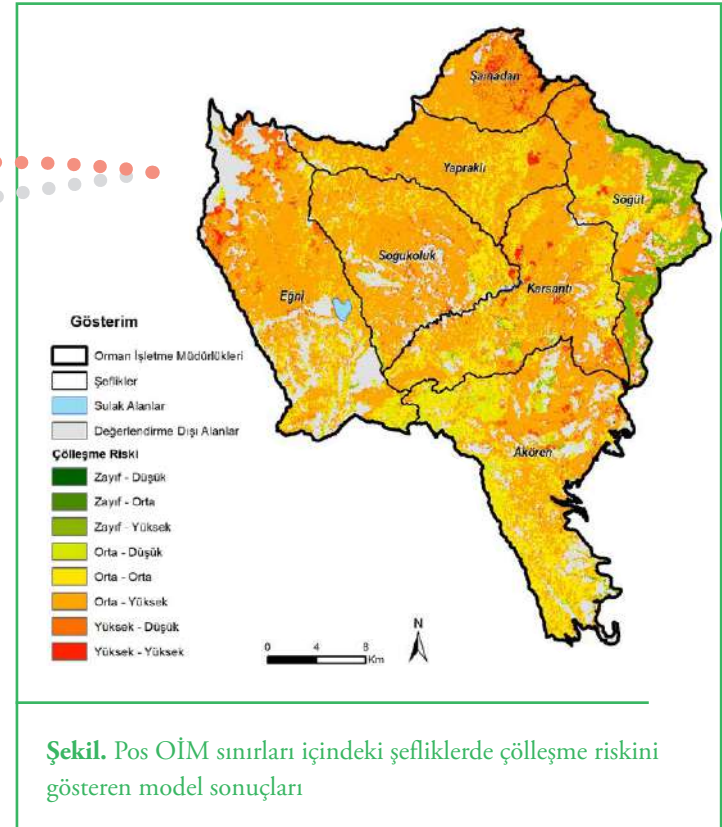 Şamadan
Yapraklı
Söğüt
Soğukoluk
Karsantı
Eğni
Akören
Gösterim
Orman İşletme Müdürlükleri
Şeflikler
Sulak Alanlar
Değerlendirme Dışı Alanlar
Çölleşme Riski
Zayıf - Düşük
Zayıf - Orta
Zayıf - Yüksek
Orta - Düşük
Orta - Orta
Orta - Yüksek
Yüksek - Düşük
Yüksek - Yüksek
0 4 8
Km
N
Şekil. Pos OİM sınırları içindeki şefliklerde çölleşme riskini
gösteren model sonuçları